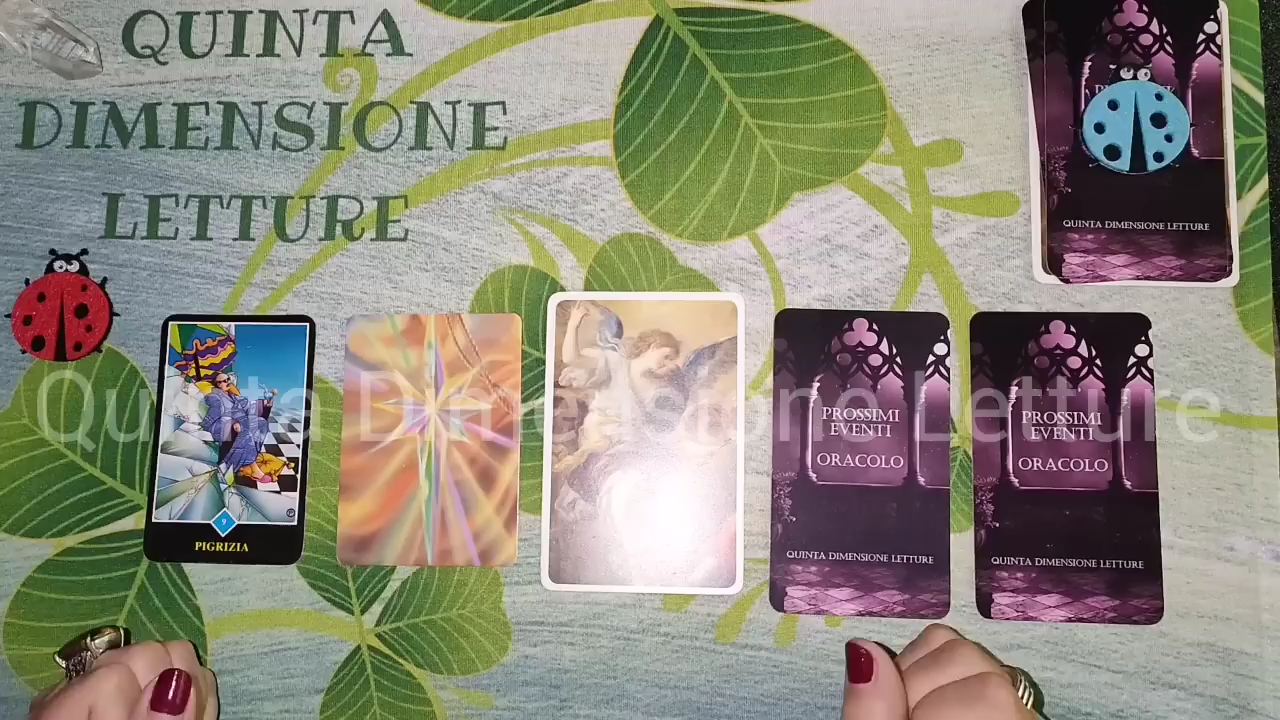 QUINTA
DIMENSIONE
LETTURE
QUINTA DIMENSIONE LETTURE
9
PIGRIZIA
PROSSIMI
EVENTI
ORACOLO
QUINTA DIMENSIONE LETTURE
PROSSIMI
EVENTI
ORACOLO
QUINTA DIMENSIONE LETTURE
Quinta Dimensione Letture